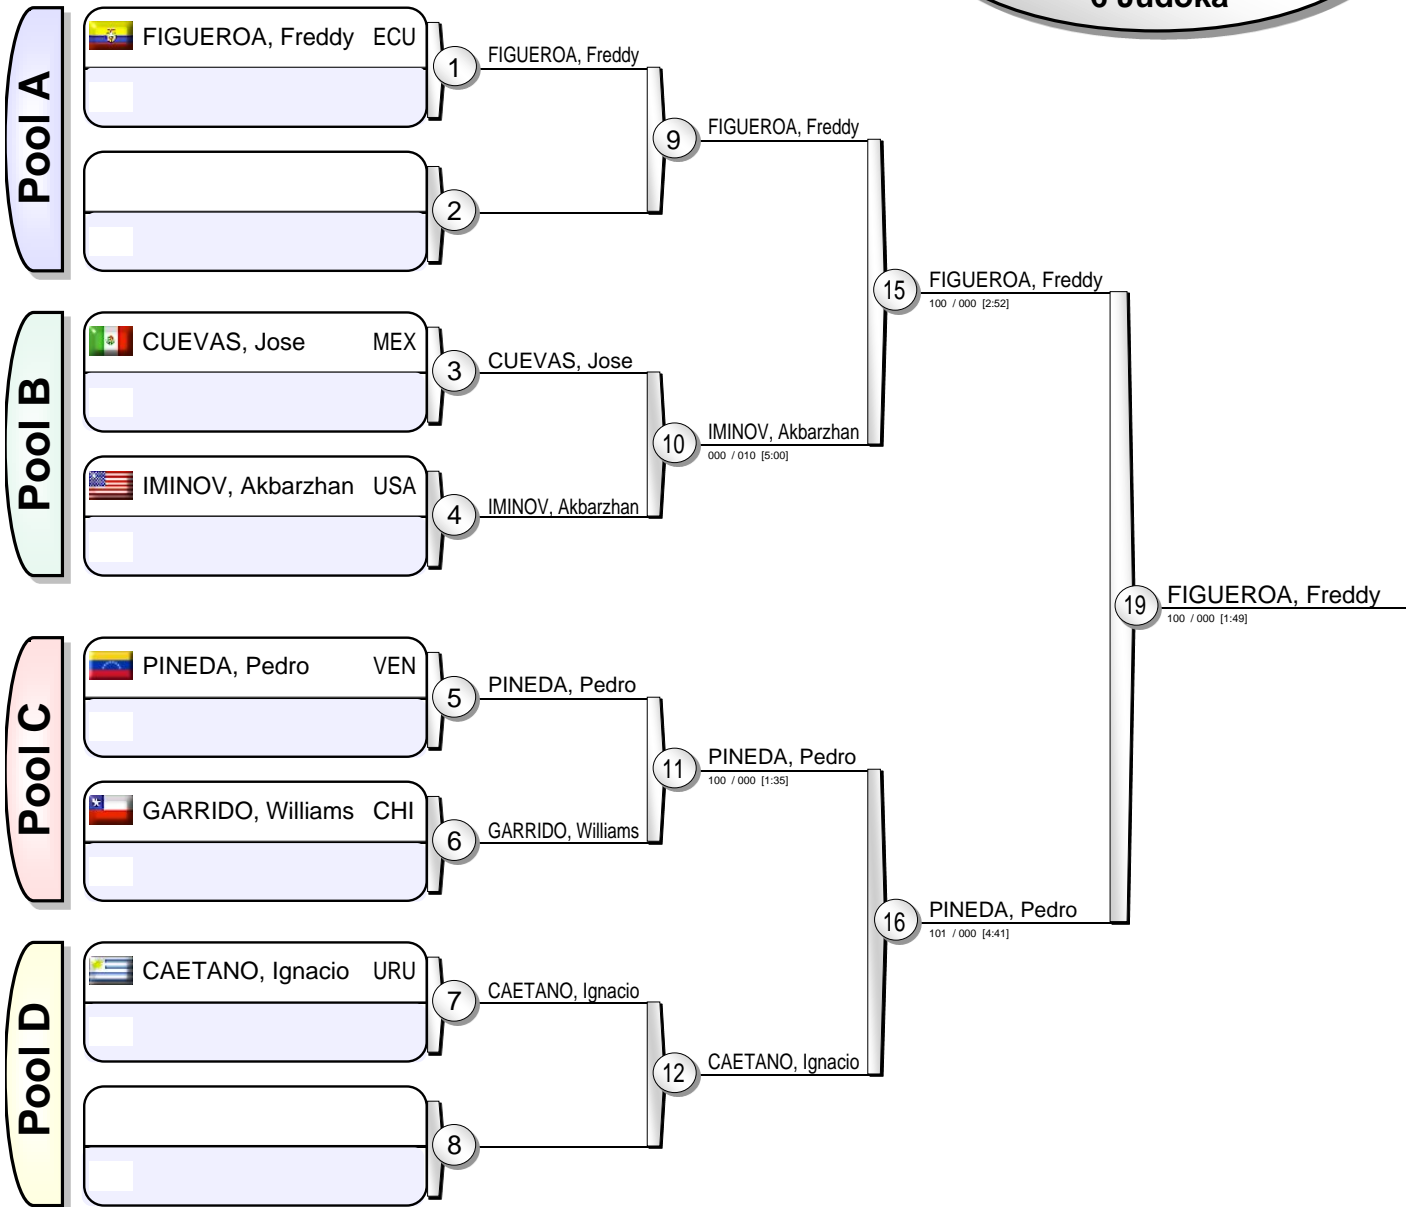 6 Judoka
Pool A
FIGUEROA, Freddy ECU
1
FIGUEROA, Freddy
2
9
FIGUEROA, Freddy
Pool B
CUEVAS, Jose MEX
3
CUEVAS, Jose
IMINOV, Akbarzhan USA
4
IMINOV, Akbarzhan
10
IMINOV, Akbarzhan
000 / 010 [5:00]
15
FIGUEROA, Freddy
100 / 000 [2:52]
Pool C
PINEDA, Pedro VEN
5
PINEDA, Pedro
GARRIDO, Williams CHI
6
GARRIDO, Williams
11
PINEDA, Pedro
100 / 000 [1:35]
Pool D
CAETANO, Ignacio URU
7
CAETANO, Ignacio
8
12
CAETANO, Ignacio
16
PINEDA, Pedro
101 / 000 [4:41]
19
FIGUEROA, Freddy
100 / 000 [1:49]